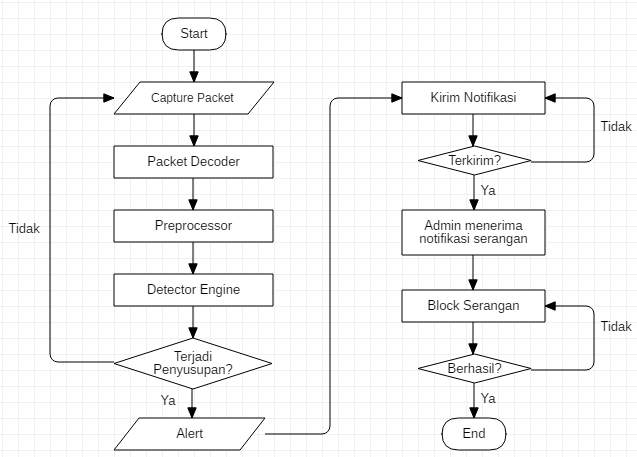 Start
Capture Packet
Packet Decoder
Preprocessor
Detector Engine
Tidak
Terjadi
Penyusupan?
Ya
Alert
Kirim Notifikasi
Tidak
Terkirim?
Ya
Admin menerima
notifikasi serangan
Block Serangan
Tidak
Berhasil?
Ya
End